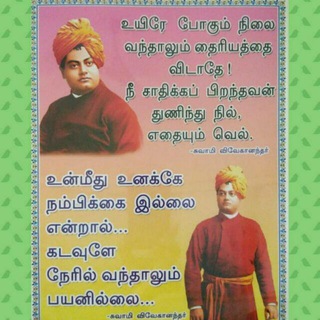 உயிரே போகும் நிலை
வந்தாலும் தைரியத்தை
விடாதே!
நீ சாதிக்கப் பிறந்தவன்
துணிந்து நில்,
எதையும் வெல்.
-சுவாமி விவேகானந்தர்
உன்மீது உனக்கே
நம்பிக்கை இல்லை
என்றால்...
கடவுளே
நேரில் வந்தாலும்
பயனில்லை...
-சுவாமி விவேகானந்தர்